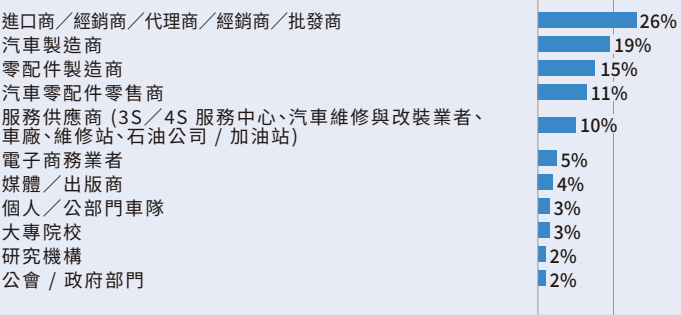 進口商／經銷商／代理商／經銷商／批發商 26%
汽車製造商 19%
零配件製造商 15%
汽車零配件零售商 11%
服務供應商 (3S／4S 服務中心、汽車維修與改裝業者、
車廠、維修站、石油公司 / 加油站) 10%
電子商務業者 5%
媒體／出版商 4%
個人／公部門車隊 3%
大專院校 3%
研究機構 2%
公會 / 政府部門 2%